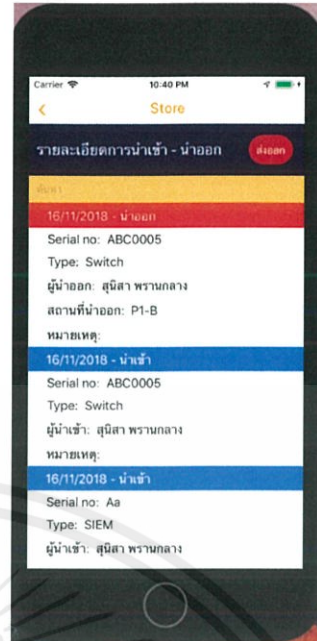 Carrier 10:40 PM
Store
รายละเอียดการนำเข้า - นำออก
ส่งออก
ค้นหา
16/11/2018 - นำออก
Serial no: ABC0005
Type: Switch
ผู้นำออก: สุนิสา พรานกลาง
สถานที่นำออก: P1-B
หมายเหตุ:
16/11/2018 - นำเข้า
Serial no: ABC0005
Type: Switch
ผู้นำเข้า: สุนิสา พรานกลาง
หมายเหตุ:
16/11/2018 - นำเข้า
Serial no: Aa
Type: SIEM
ผู้นำเข้า: สุนิสา พรานกลาง